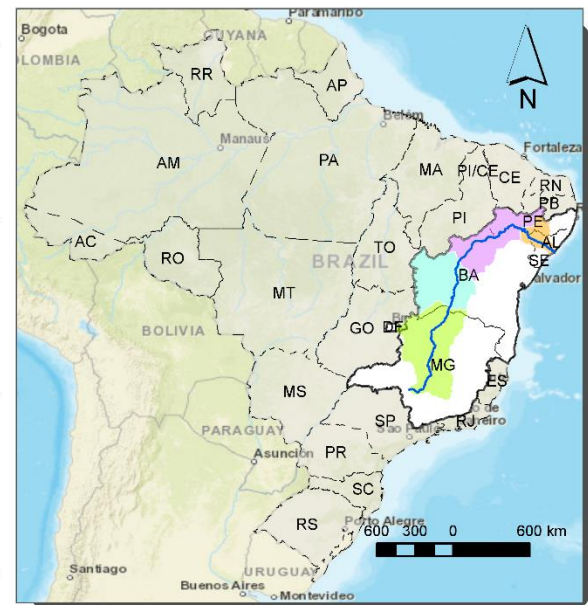 Paramaribo
Bogota
GUYANA
OLOMBIA
RR
AP
Belém
Manaus
Fortaleza
AM
PA
MA
PI/CE
CE
RN
PB
PI
PE
AC
AL
RO
TO
SE
BRAZIL
BA
Salvador
MT
GO
DF
BOLIVIA
MG
MS
ES
SP
RJ
PARAGUAY
Sao Paulo
Asunción
PR
SC
RS
Porto Alegre
600 300 0 600 km
Santiago
URUGUAY
Buenos Aires
Montevideo
N